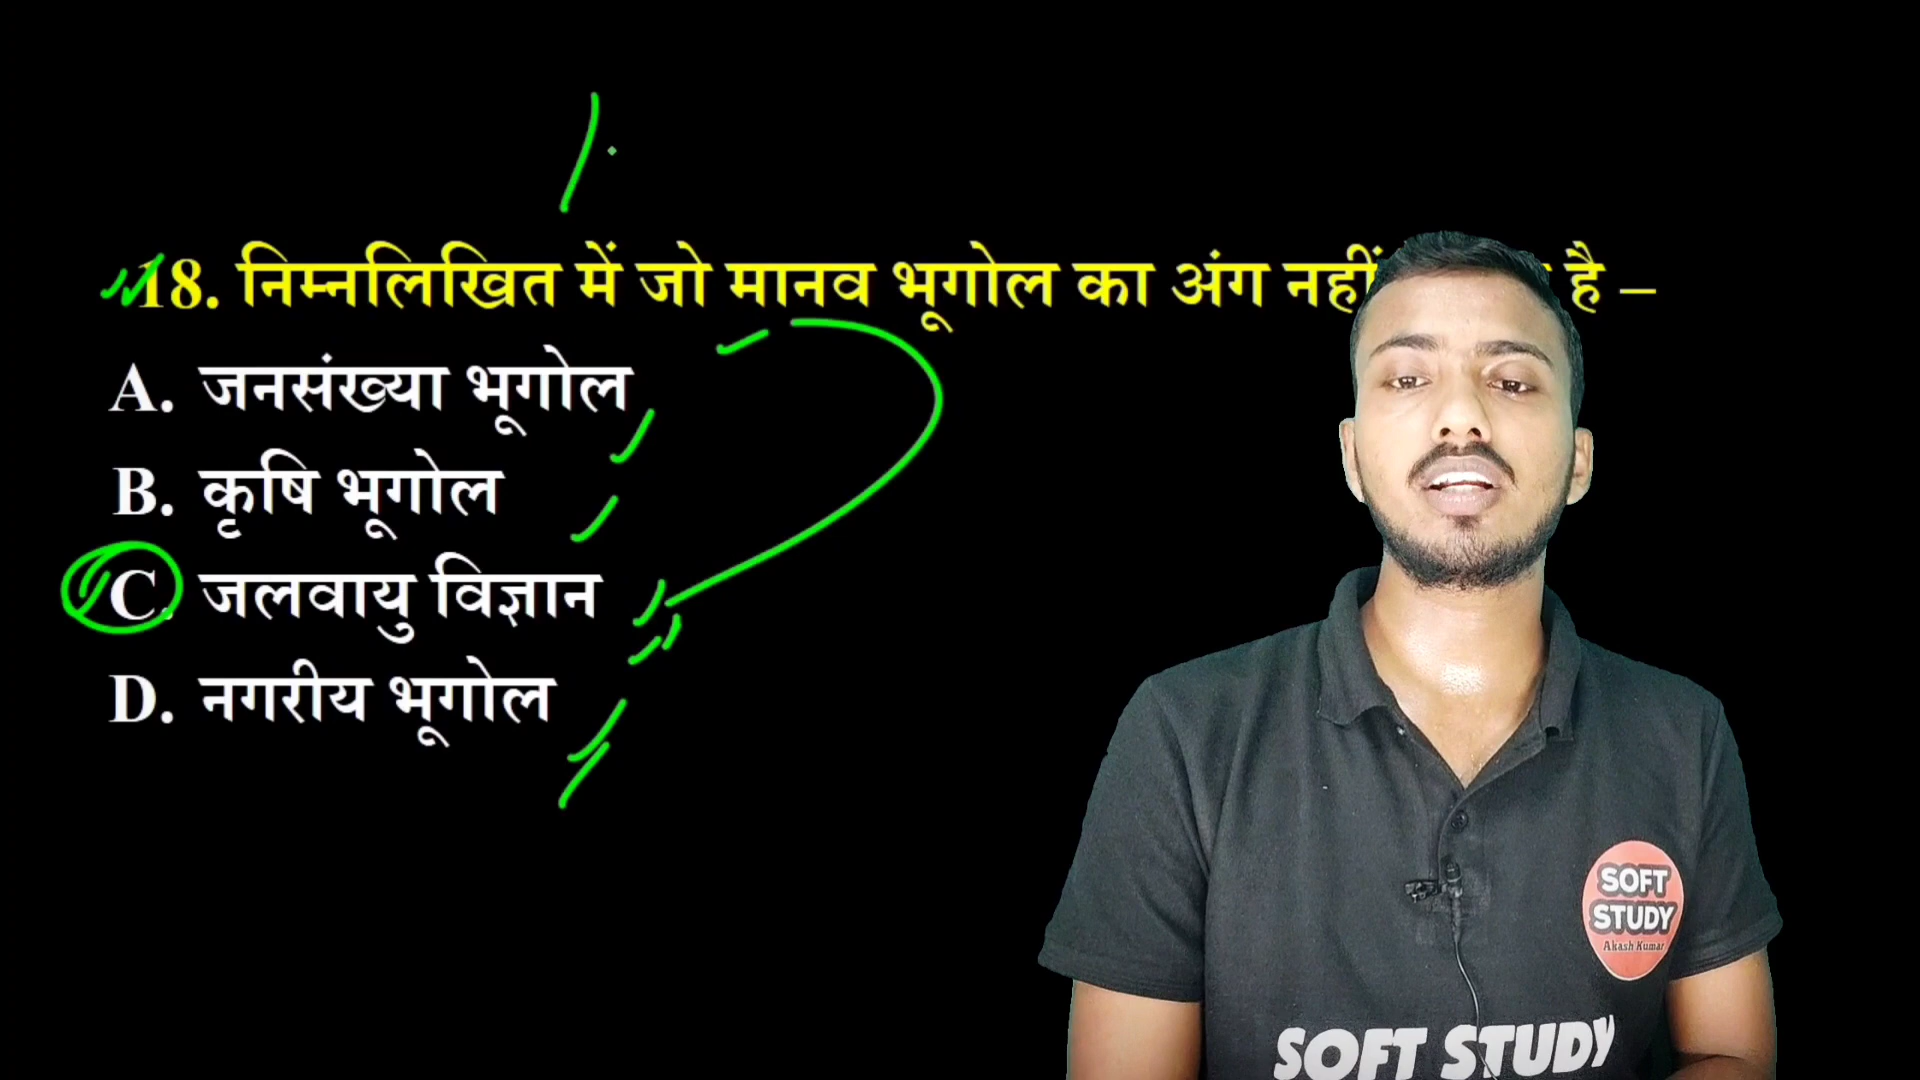 18. निम्नलिखित में जो मानव भूगोल का अंग नहीं है –
A. जनसंख्या भूगोल
B. कृषि भूगोल
C. जलवायु विज्ञान
D. नगरीय भूगोल
SOFT
STUDY
Akash Kumar
SOFT STUDY